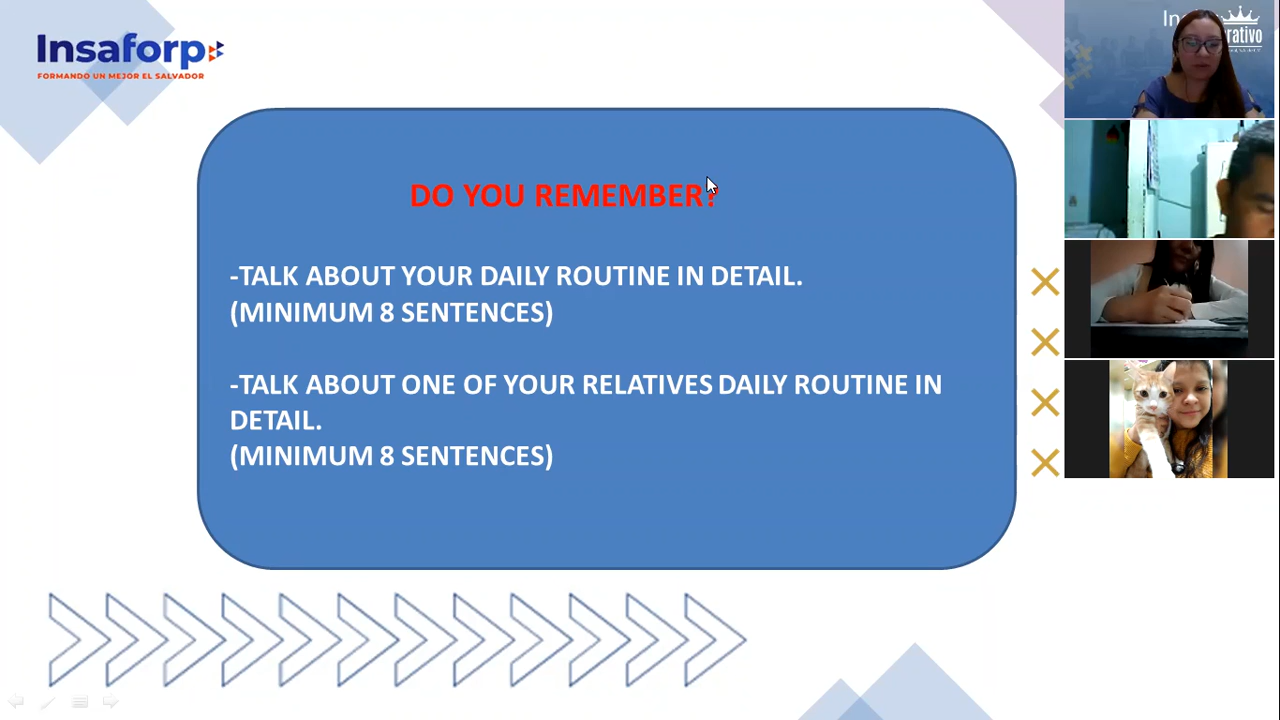 Insaforp
FORMANDO UN MEJOR EL SALVADOR
DO YOU REMEMBER?
-TALK ABOUT YOUR DAILY ROUTINE IN DETAIL.
(MINIMUM 8 SENTENCES)
-TALK ABOUT ONE OF YOUR RELATIVES DAILY ROUTINE IN
DETAIL.
(MINIMUM 8 SENTENCES)